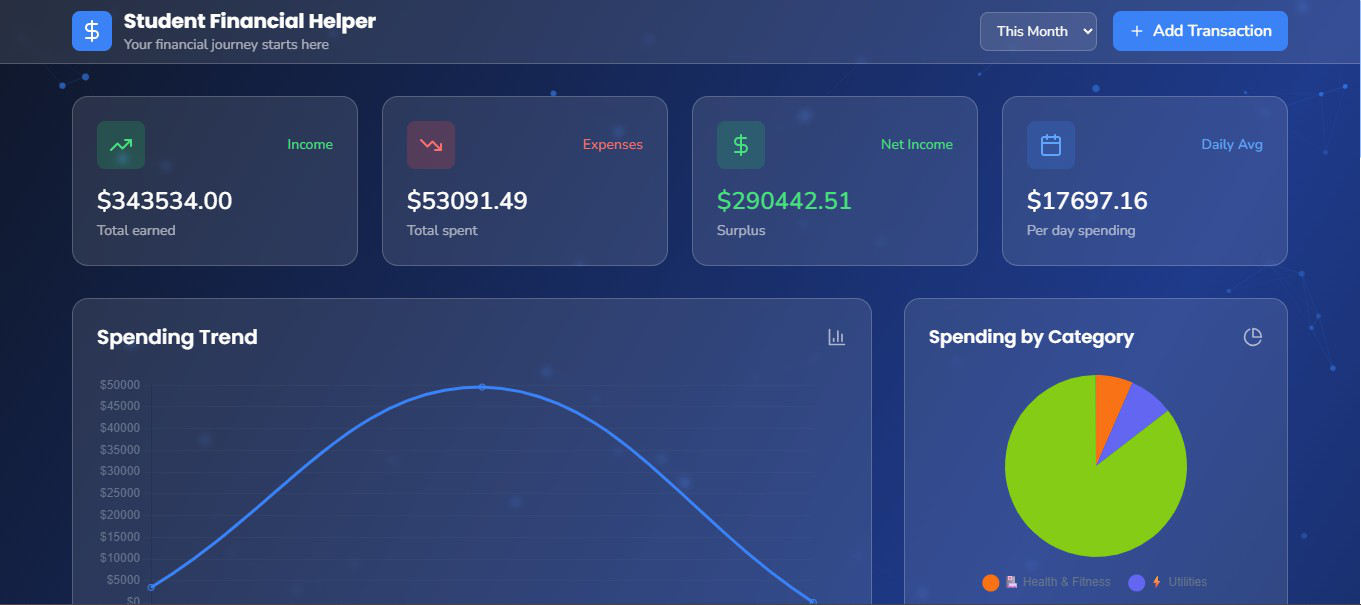 Student Financial Helper
Your financial journey starts here
This Month
+ Add Transaction
$
Income
$343534.00
Total earned
Expenses
$53091.49
Total spent
$
Net Income
$290442.51
Surplus
Daily Avg
$17697.16
Per day spending
Spending Trend
$50000
$45000
$40000
$35000
$30000
$25000
$20000
$15000
$10000
$5000
$0
Spending by Category
Health & Fitness
Utilities